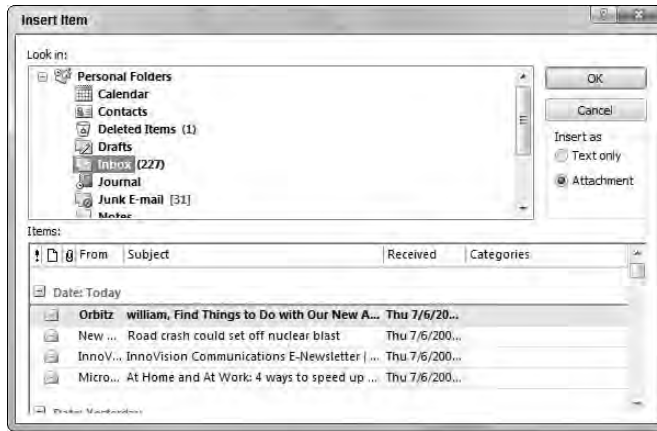 Insert Item
Look in:
Personal Folders
OK
Calendar
Contacts
Cancel
Deleted Items (1)
Insert as
Drafts
Text only
Inbox (227)
Journal
Attachment
Junk E-mail [31]
Notes
Items:
From Subject Received Categories
Date: Today
Orbitz william, Find Things to Do with Our New A... Thu 7/6/20...
New ... Road crash could set off nuclear blast Thu 7/6/200...
InnoV... InnoVision Communications E-Newsletter | ... Thu 7/6/200...
Micro... At Home and At Work: 4 ways to speed up ... Thu 7/6/200...
Date: Yesterday